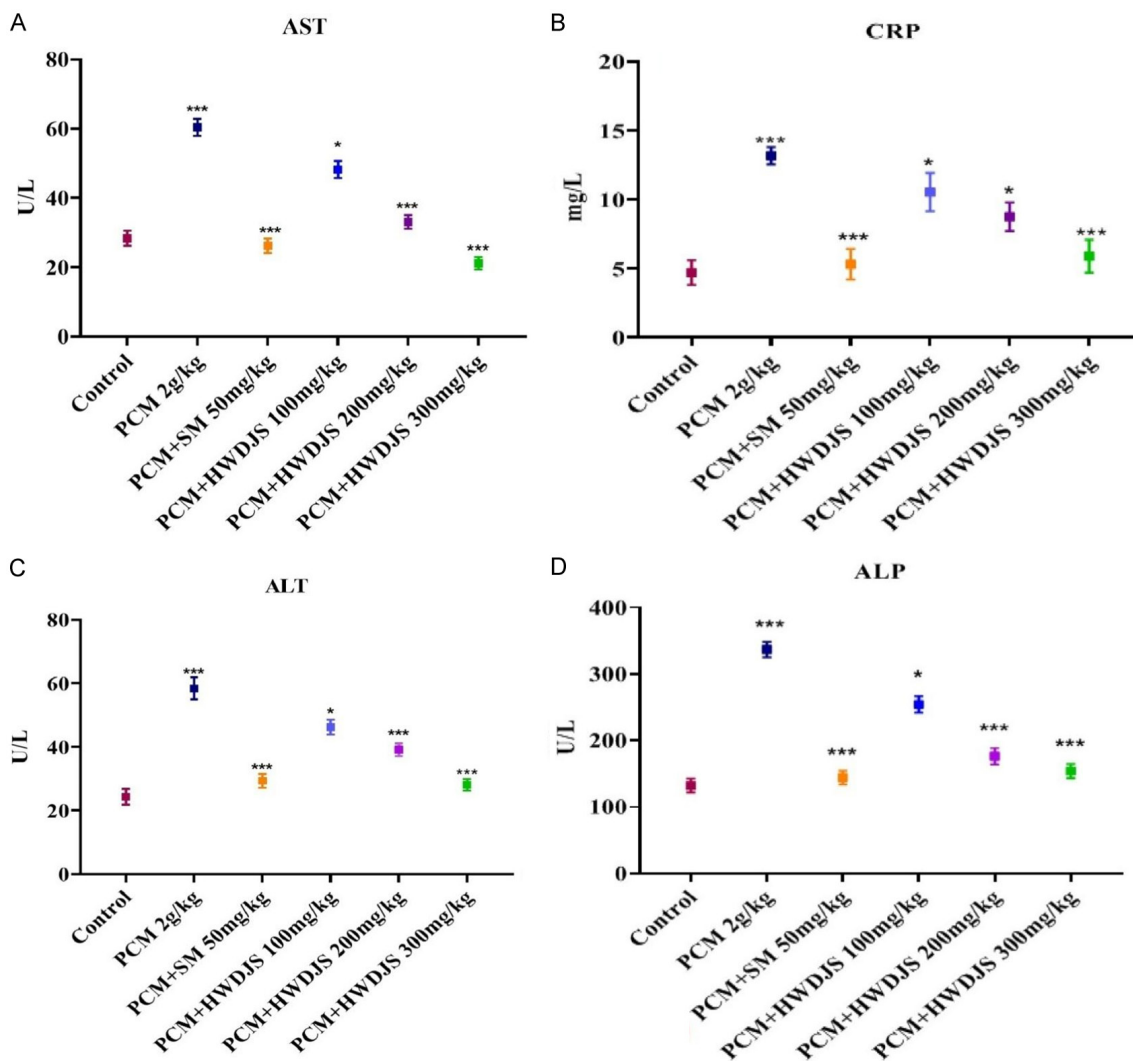 A
AST
80
60
40
20
0
U/L
***
***
*
***
***
Control
PCM 2g/kg
PCM+SM 50mg/kg
PCM+HWDJS 100mg/kg
PCM+HWDJS 200mg/kg
PCM+HWDJS 300mg/kg
B
CRP
20
15
10
5
0
mg/L
***
***
*
*
***
Control
PCM 2g/kg
PCM+SM 50mg/kg
PCM+HWDJS 100mg/kg
PCM+HWDJS 200mg/kg
PCM+HWDJS 300mg/kg
C
ALT
80
60
40
20
0
U/L
***
***
*
***
***
Control
PCM 2g/kg
PCM+SM 50mg/kg
PCM+HWDJS 100mg/kg
PCM+HWDJS 200mg/kg
PCM+HWDJS 300mg/kg
D
ALP
400
300
200
100
0
U/L
***
***
*
***
***
Control
PCM 2g/kg
PCM+SM 50mg/kg
PCM+HWDJS 100mg/kg
PCM+HWDJS 200mg/kg
PCM+HWDJS 300mg/kg